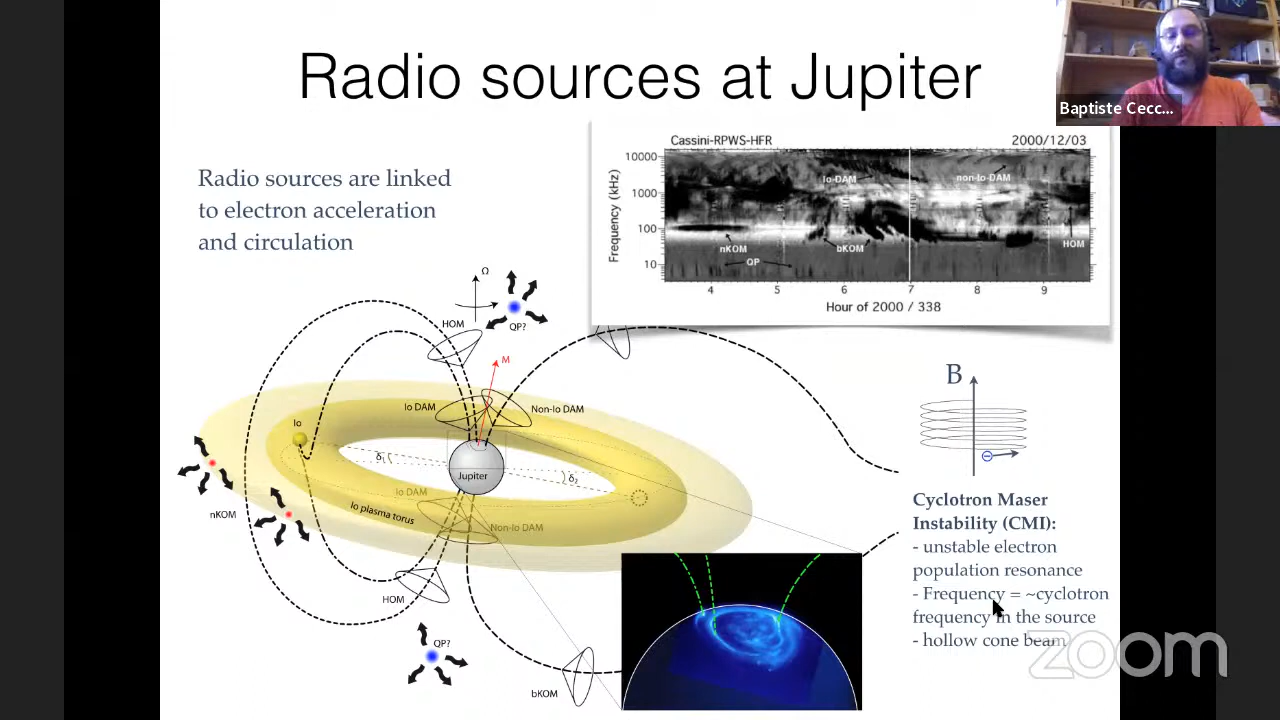 Radio sources at Jupiter
Baptiste Cecc...
Radio sources are linked
to electron acceleration
and circulation
Cassini-RPWS-HFR
2000/12/03
Frequency (kHz)
10000
1000
100
10
Io-DAM
non-Io-DAM
nKOM
bKOM
HOM
QP
4 5 6 7 8 9
Hour of 2000 / 338
Ω
HOM
QP?
M
Io DAM
Non-Io DAM
Io
δ1
Jupiter
δ2
Io DAM
Io plasma torus
Non-Io DAM
nKOM
HOM
QP?
bKOM
B
Cyclotron Maser
Instability (CMI):
- unstable electron
population resonance
- Frequency = ~cyclotron
frequency in the source
- hollow cone beam
zoom